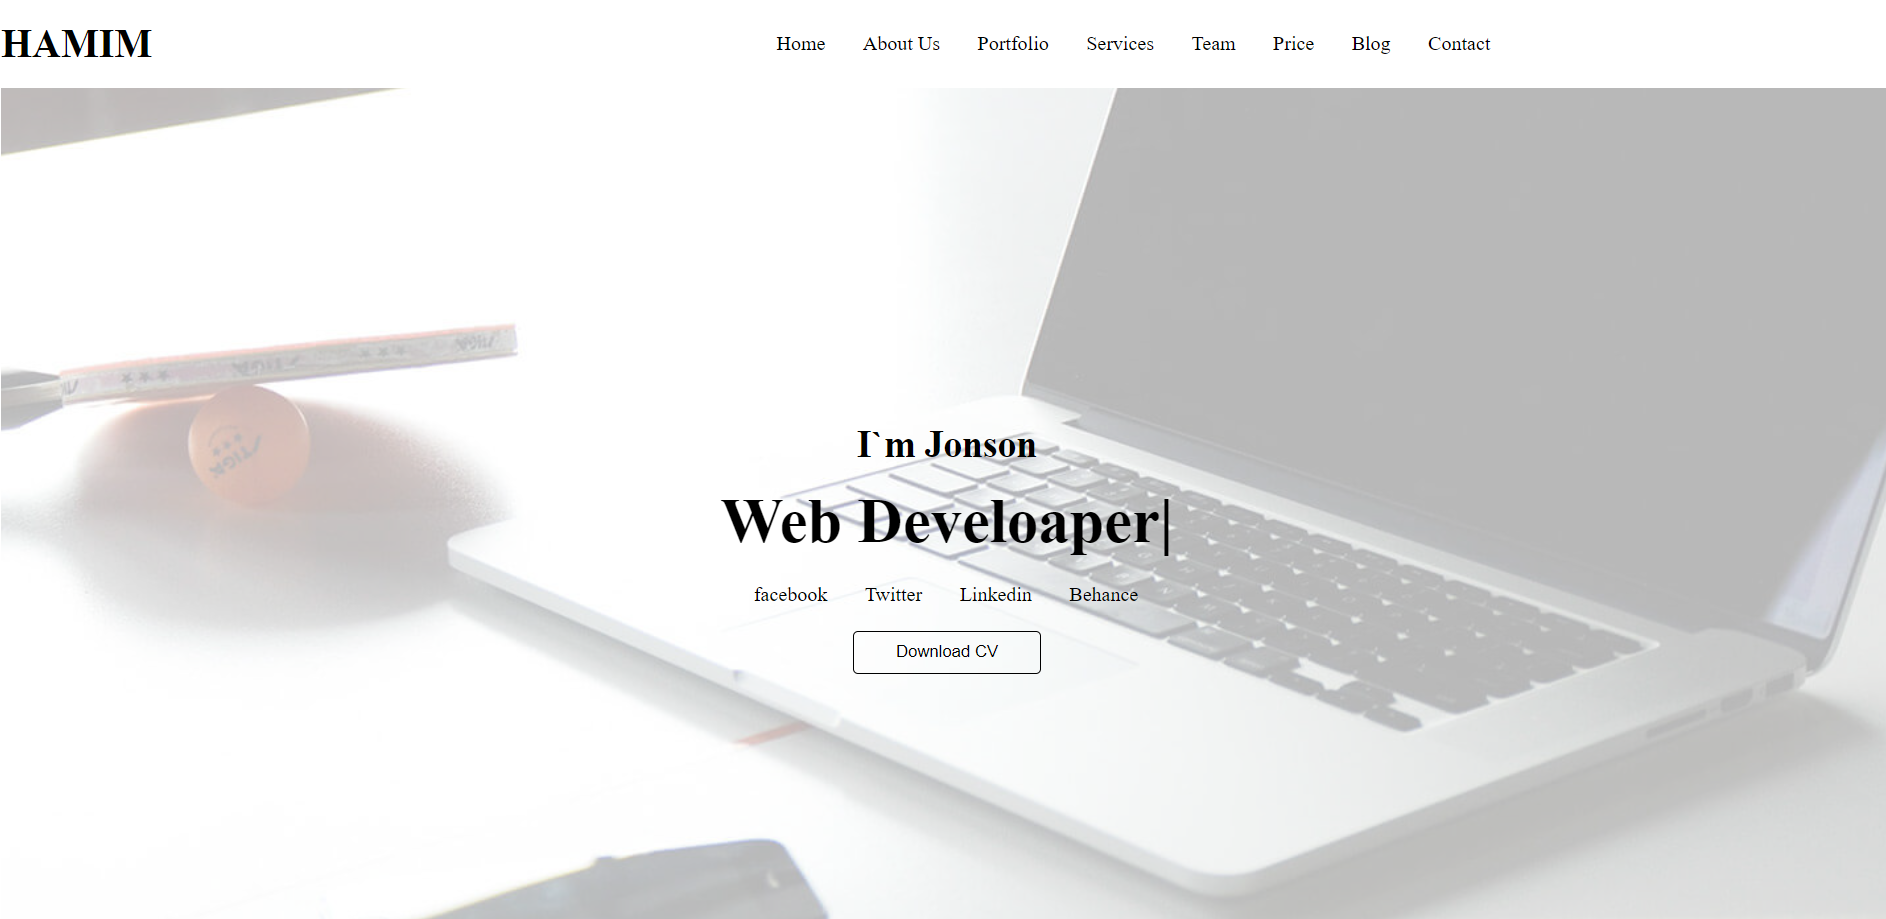 HAMIM
Home About Us Portfolio Services Team Price Blog Contact
I`m Jonson
Web Develoaper|
facebook Twitter Linkedin Behance
Download CV